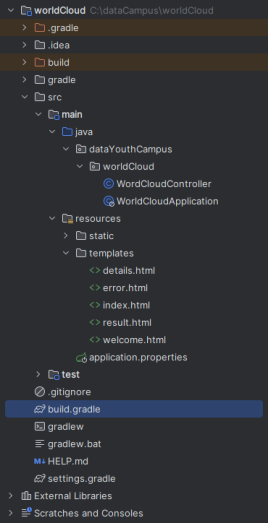 worldCloud C:\dataCampus\worldCloud
.gradle
.idea
build
gradle
src
main
java
dataYouthCampus
worldCloud
WordCloudController
WorldCloudApplication
resources
static
templates
details.html
error.html
index.html
result.html
welcome.html
application.properties
test
.gitignore
build.gradle
gradlew
gradlew.bat
M↓ HELP.md
settings.gradle
External Libraries
Scratches and Consoles